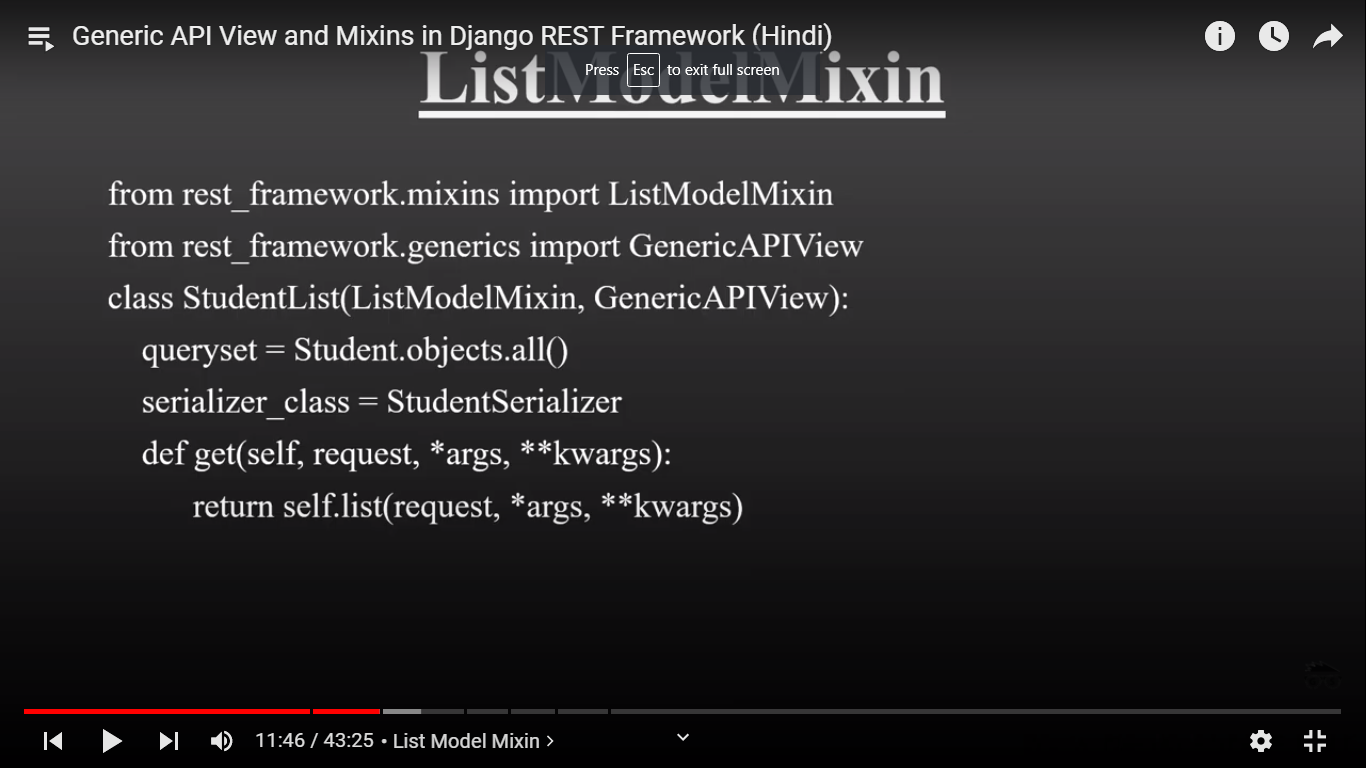 Generic API View and Mixins in Django REST Framework (Hindi)
Press Esc to exit full screen
ListModelMixin
from rest_framework.mixins import ListModelMixin
from rest_framework.generics import GenericAPIView
class StudentList(ListModelMixin, GenericAPIView):
queryset = Student.objects.all()
serializer_class = StudentSerializer
def get(self, request, *args, **kwargs):
return self.list(request, *args, **kwargs)
11:46 / 43:25 • List Model Mixin >